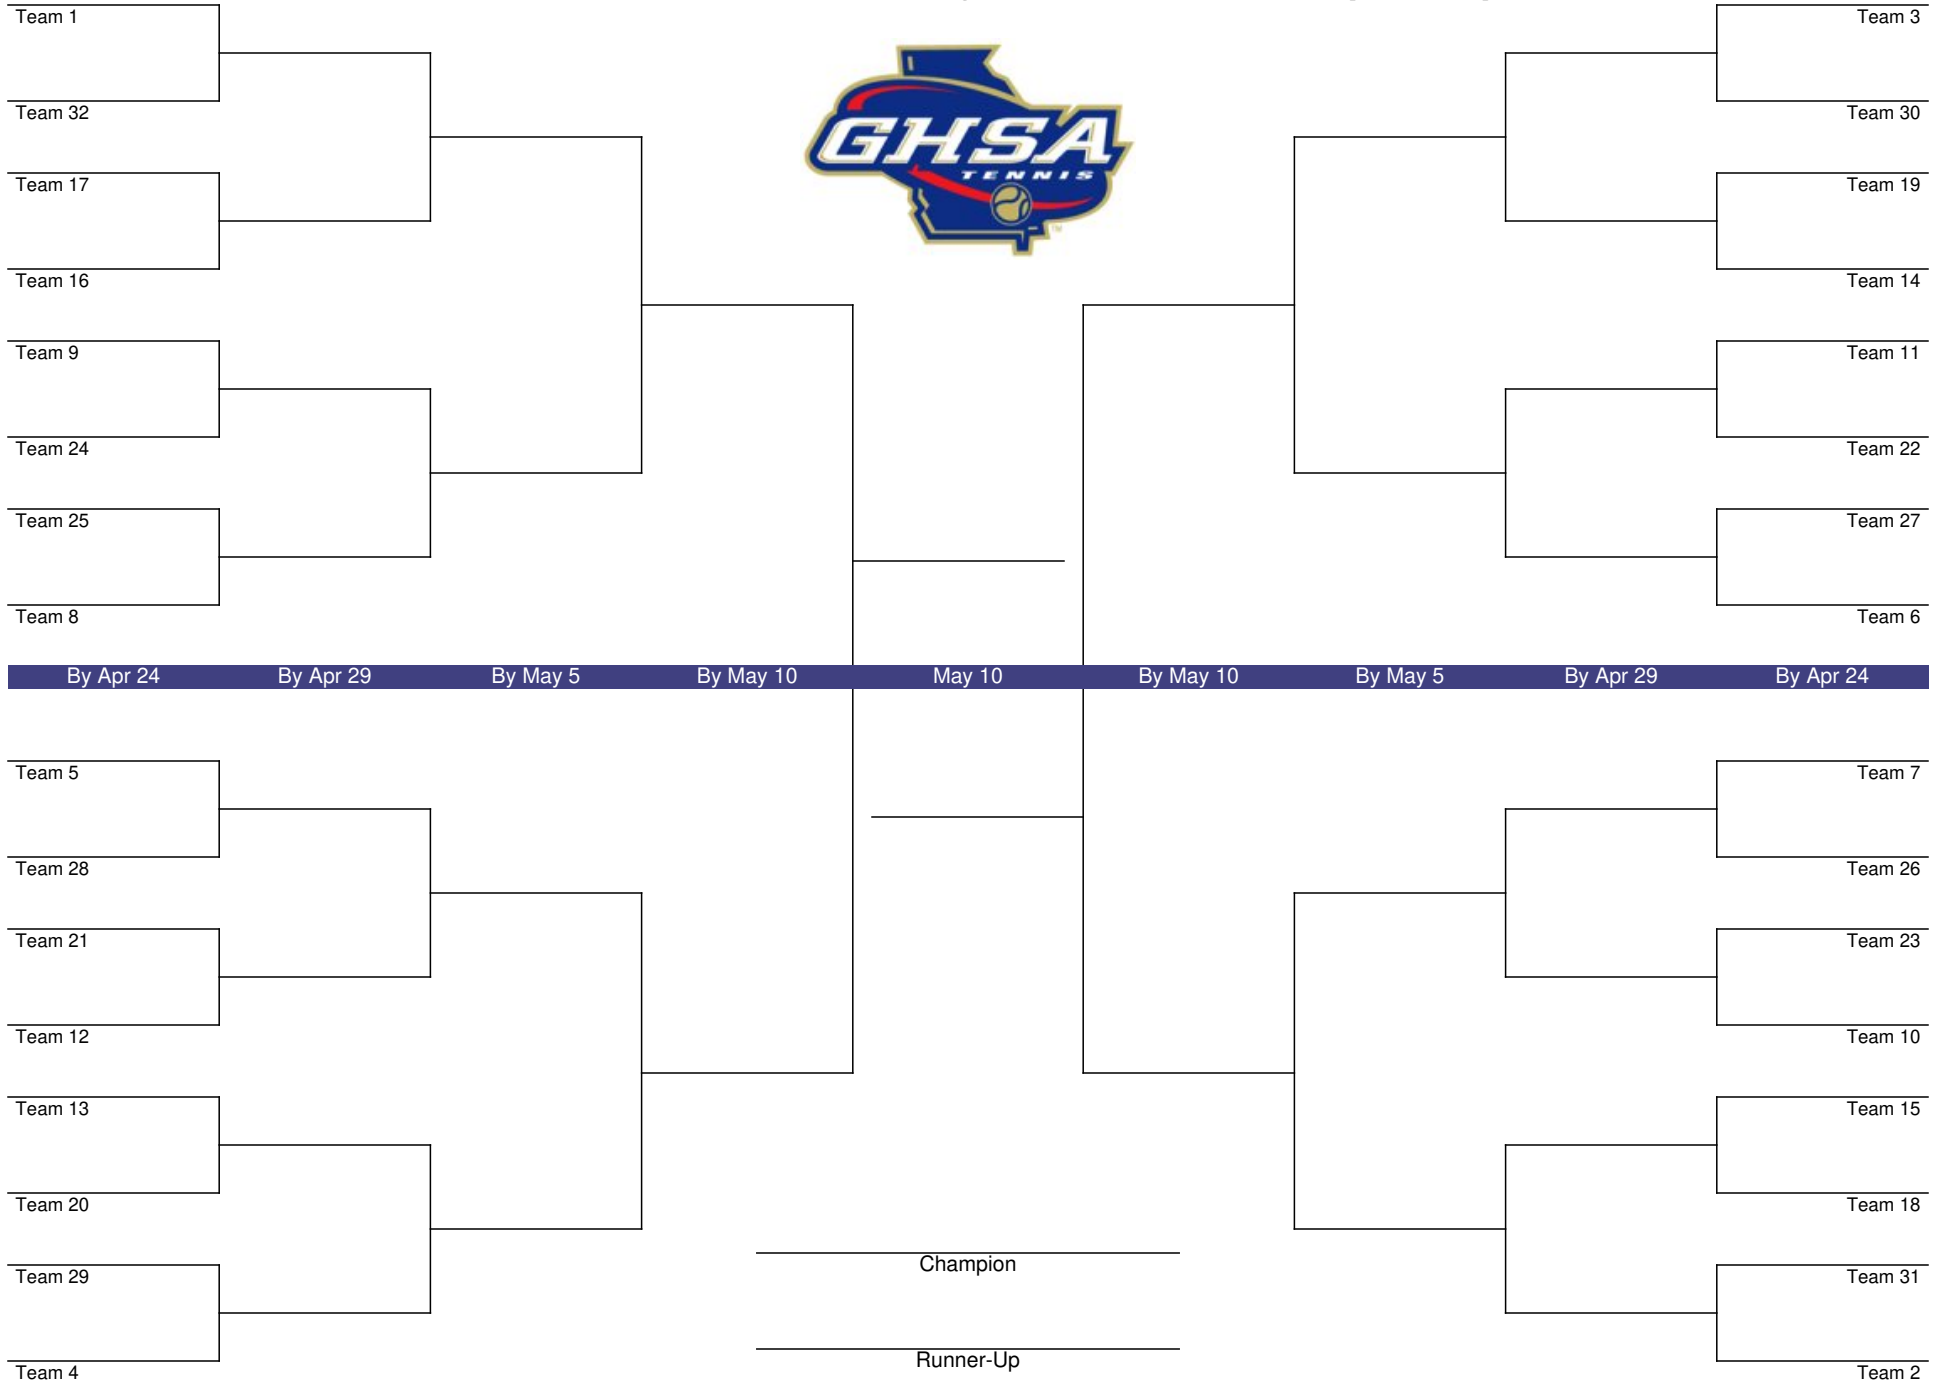 Team 1
Team 32
Team 17
Team 16
Team 9
Team 24
Team 25
Team 8
GHSA
TENNIS
TM
Team 3
Team 30
Team 19
Team 14
Team 11
Team 22
Team 27
Team 6
By Apr 24 By Apr 29 By May 5 By May 10 May 10 By May 10 By May 5 By Apr 29 By Apr 24
Team 5
Team 28
Team 21
Team 12
Team 13
Team 20
Team 29
Team 4
Champion
Runner-Up
Team 7
Team 26
Team 23
Team 10
Team 15
Team 18
Team 31
Team 2